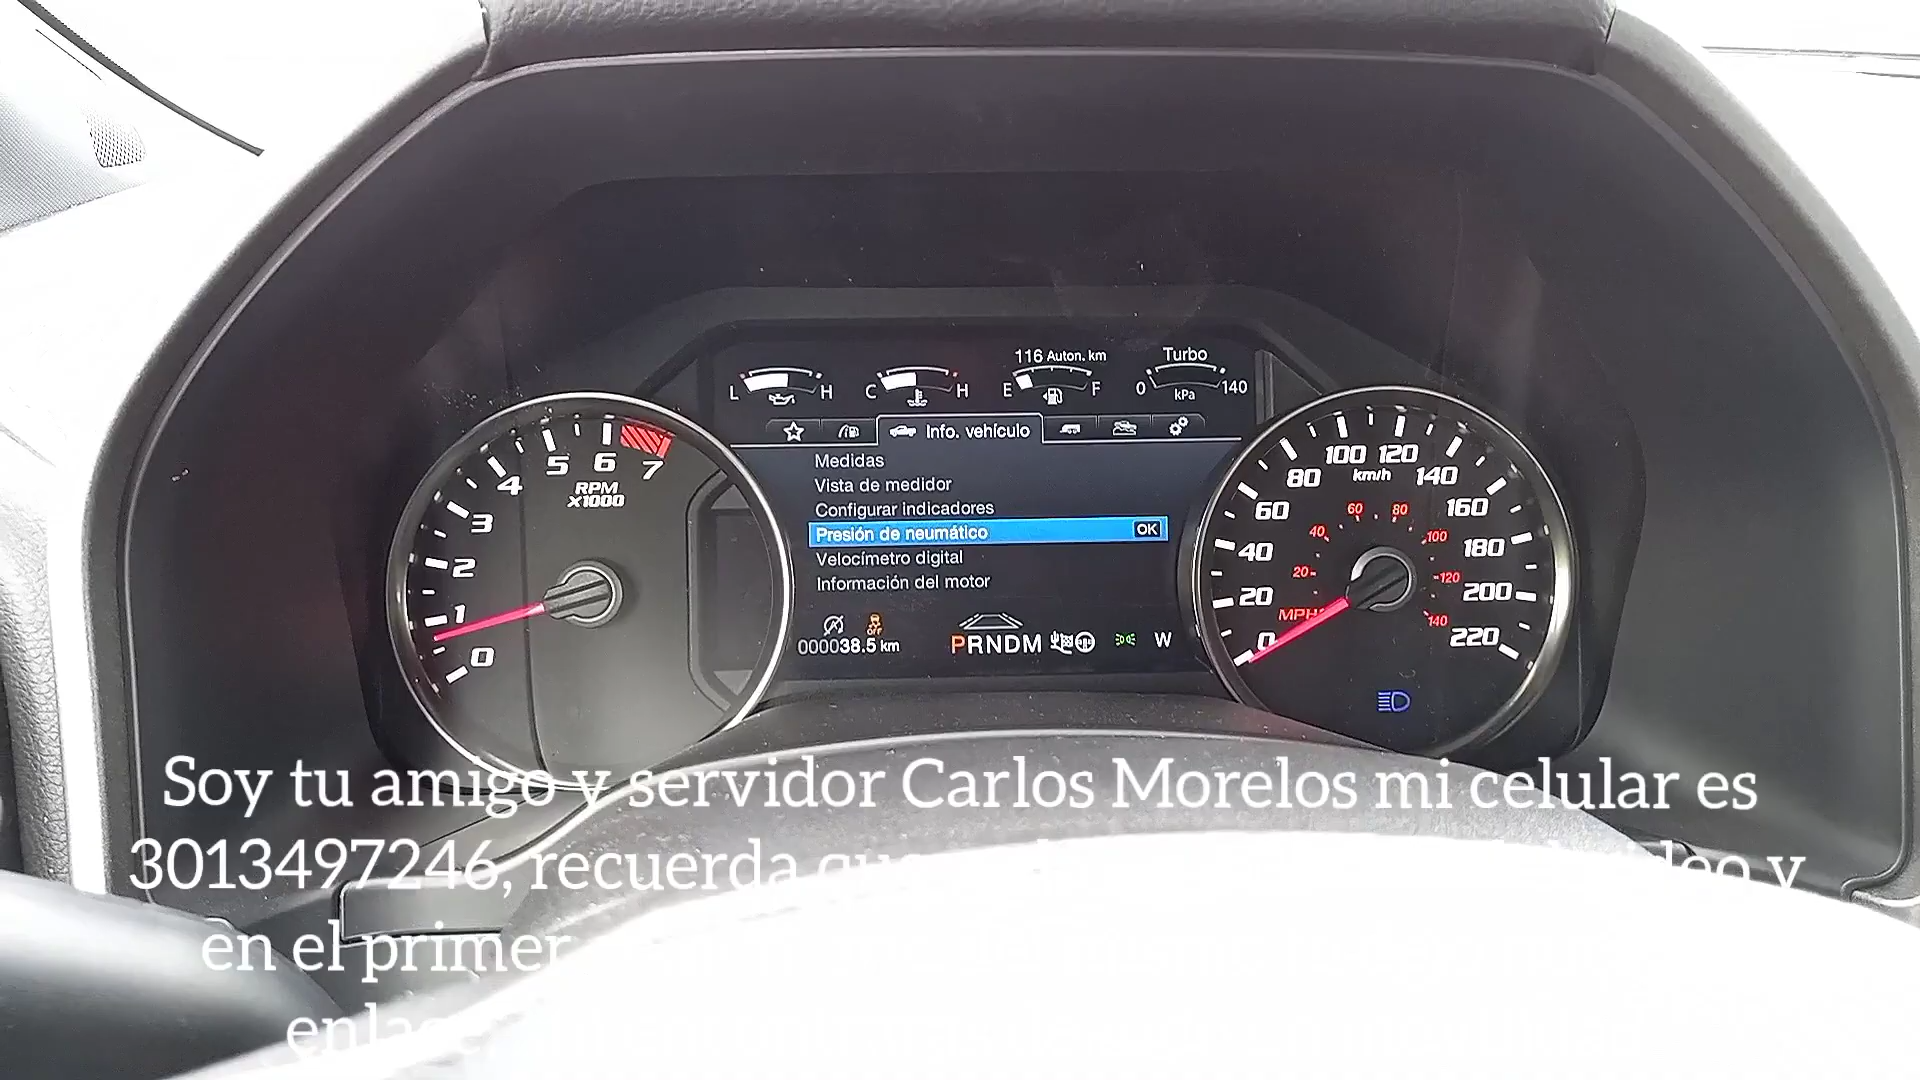 116 Auton. km
Turbo
L H
C H
E F
0 140
kPa
Info. vehículo
Medidas
Vista de medidor
Configurar indicadores
Presión de neumático OK
Velocímetro digital
Información del motor
OFF
000038.5 km
PRNDM
W
0 1 2 3 4 5 6 7
RPM
X1000
0 20 40 60 80 100 120 140 160 180 200 220
km/h
20 40 60 80 100 120 140
MPH
Soy tu amigo y servidor Carlos Morelos mi celular es
3013497246, recuerda
en el primer